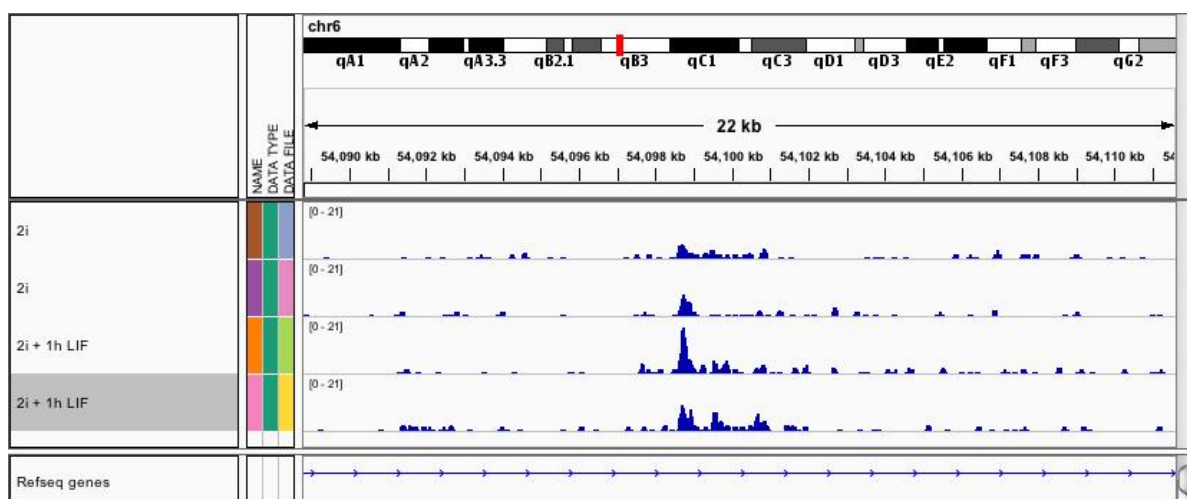 chr6
qA1 qA2 qA3.3 qB2.1 qB3 qC1 qC3 qD1 qD3 qE2 qF1 qF3 qG2
22 kb
54,090 kb 54,092 kb 54,094 kb 54,096 kb 54,098 kb 54,100 kb 54,102 kb 54,104 kb 54,106 kb 54,108 kb 54,110 kb 54
NAME
DATA TYPE
DATA FILE
2i
[0 - 21]
2i
[0 - 21]
2i + 1h LIF
[0 - 21]
2i + 1h LIF
[0 - 21]
Refseq genes